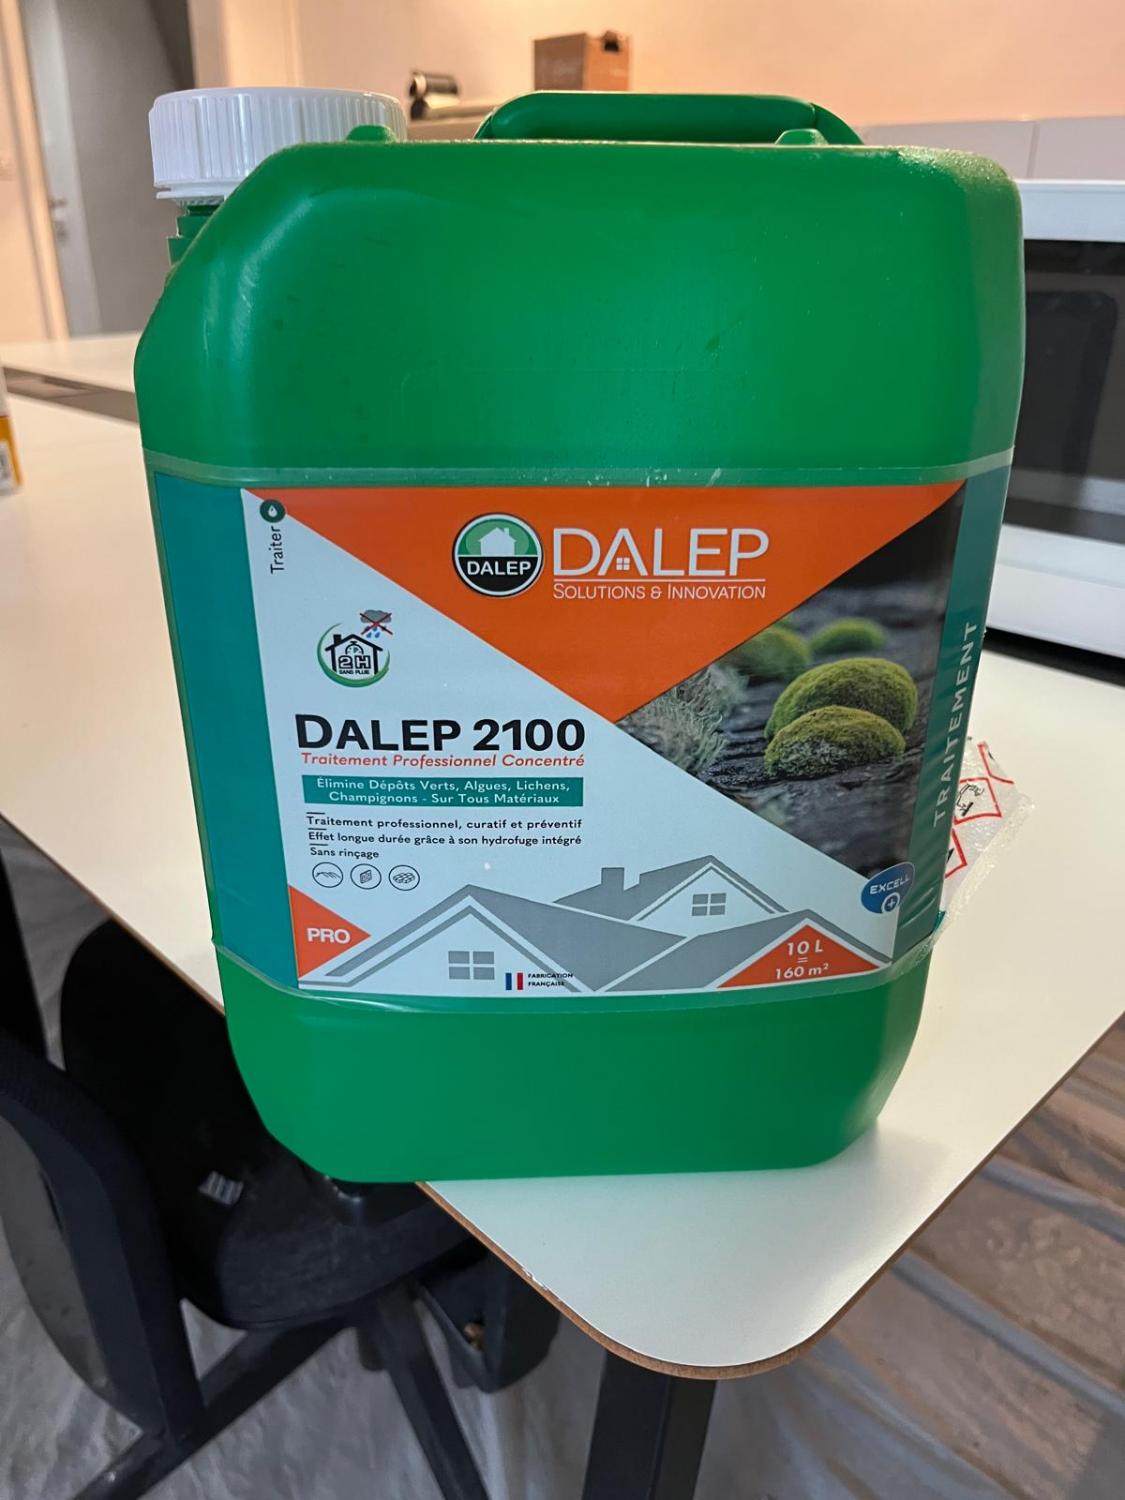 Traiter
DALEP
DALEP
SOLUTIONS & INNOVATION
2H
SANS PLUIE
DALEP 2100
Traitement Professionnel Concentré
Élimine Dépôts Verts, Algues, Lichens,
Champignons - Sur Tous Matériaux
Traitement professionnel, curatif et préventif
Effet longue durée grâce à son hydrofuge intégré
Sans rinçage
TRAITEMENT
EXCELL
+
PRO
10 L
=
160 m²
FABRICATION
FRANÇAISE